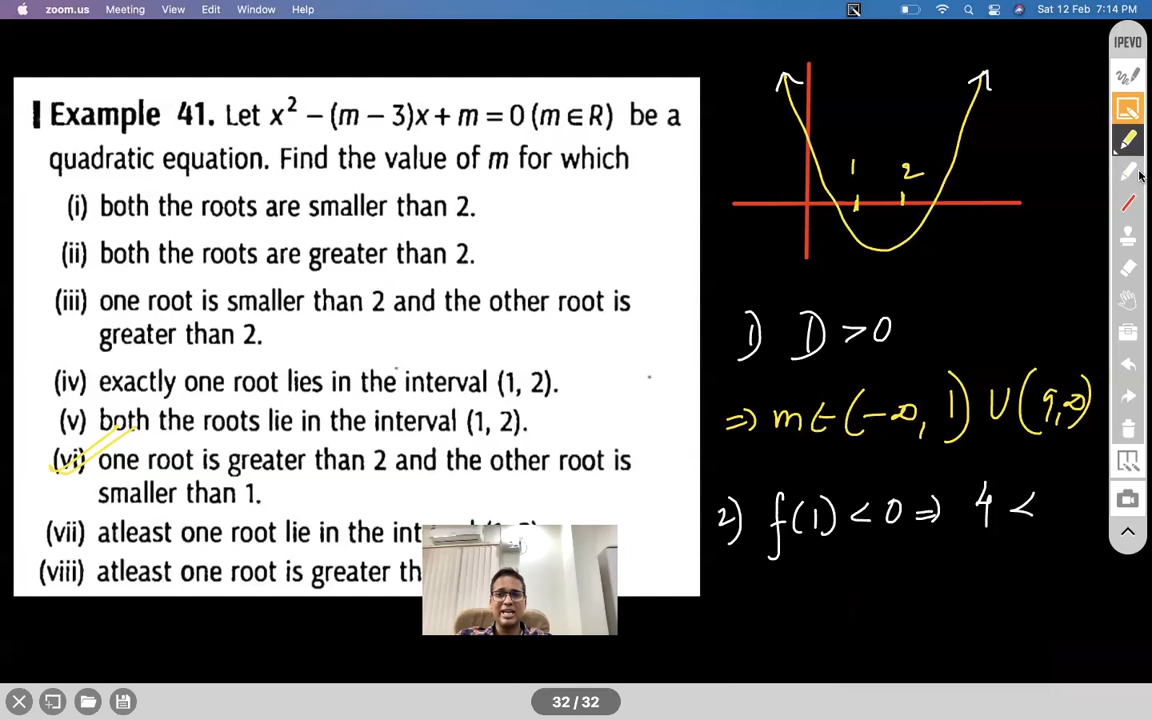 zoom.us Meeting View Edit Window Help Sat 12 Feb 7:14 PM
IPEVO
Example 41. Let x² – (m – 3)x + m = 0 (m ∈ R) be a
quadratic equation. Find the value of m for which
(i) both the roots are smaller than 2.
(ii) both the roots are greater than 2.
(iii) one root is smaller than 2 and the other root is
greater than 2.
(iv) exactly one root lies in the interval (1, 2).
(v) both the roots lie in the interval (1, 2).
(vi) one root is greater than 2 and the other root is
smaller than 1.
(vii) atleast one root lie in the
(viii) atleast one root is greater
1 2
1) D > 0
⇒ m ∈ (-∞, 1) ∪ (9, ∞)
2) f(1) < 0 ⇒ 4 <
32 / 32